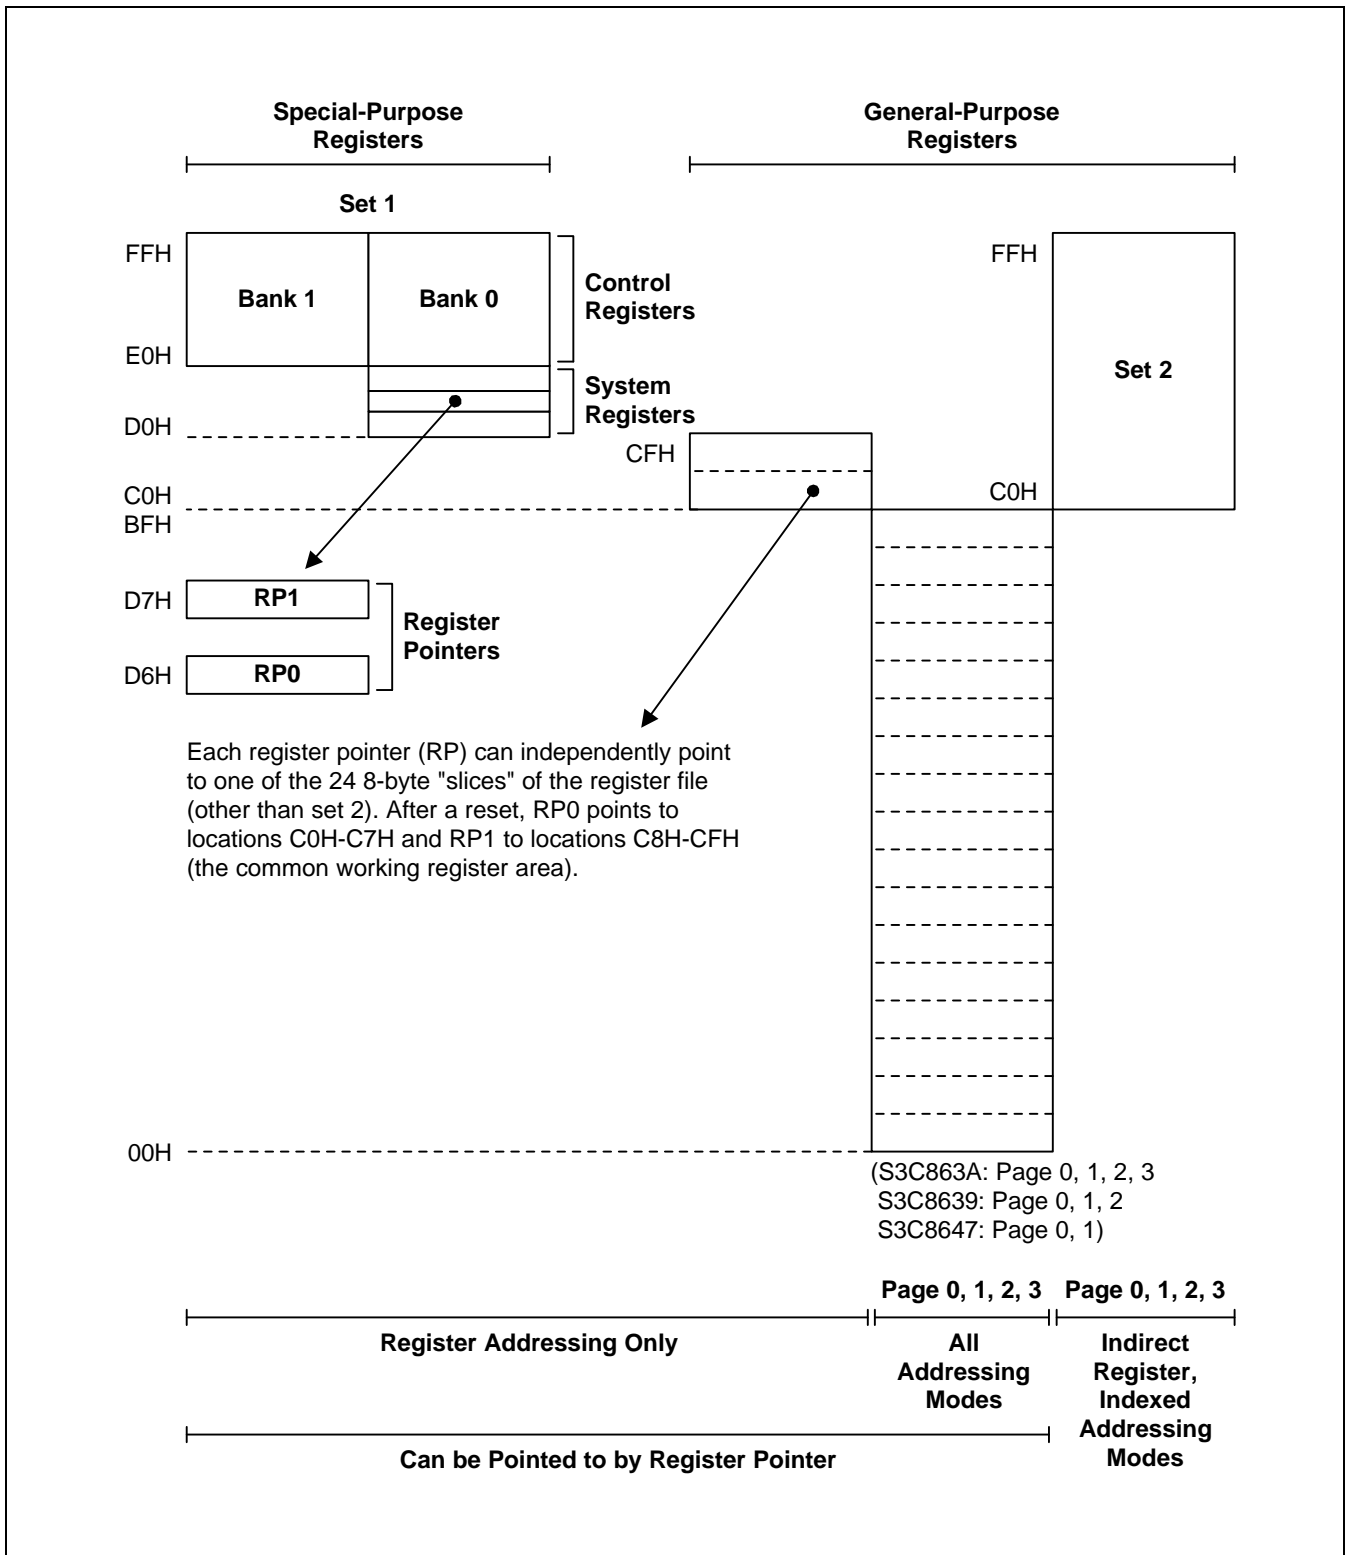 Special-Purpose
Registers
General-Purpose
Registers
Set 1
FFH
Bank 1
Bank 0
Control
Registers
FFH
Set 2
E0H
System
Registers
D0H
CFH
C0H
C0H
BFH
D7H
RP1
Register
Pointers
D6H
RP0
Each register pointer (RP) can independently point
to one of the 24 8-byte "slices" of the register file
(other than set 2). After a reset, RP0 points to
locations C0H-C7H and RP1 to locations C8H-CFH
(the common working register area).
00H
(S3C863A: Page 0, 1, 2, 3
S3C8639: Page 0, 1, 2
S3C8647: Page 0, 1)
Page 0, 1, 2, 3
Page 0, 1, 2, 3
Register Addressing Only
All
Addressing
Modes
Indirect
Register,
Indexed
Addressing
Modes
Can be Pointed to by Register Pointer